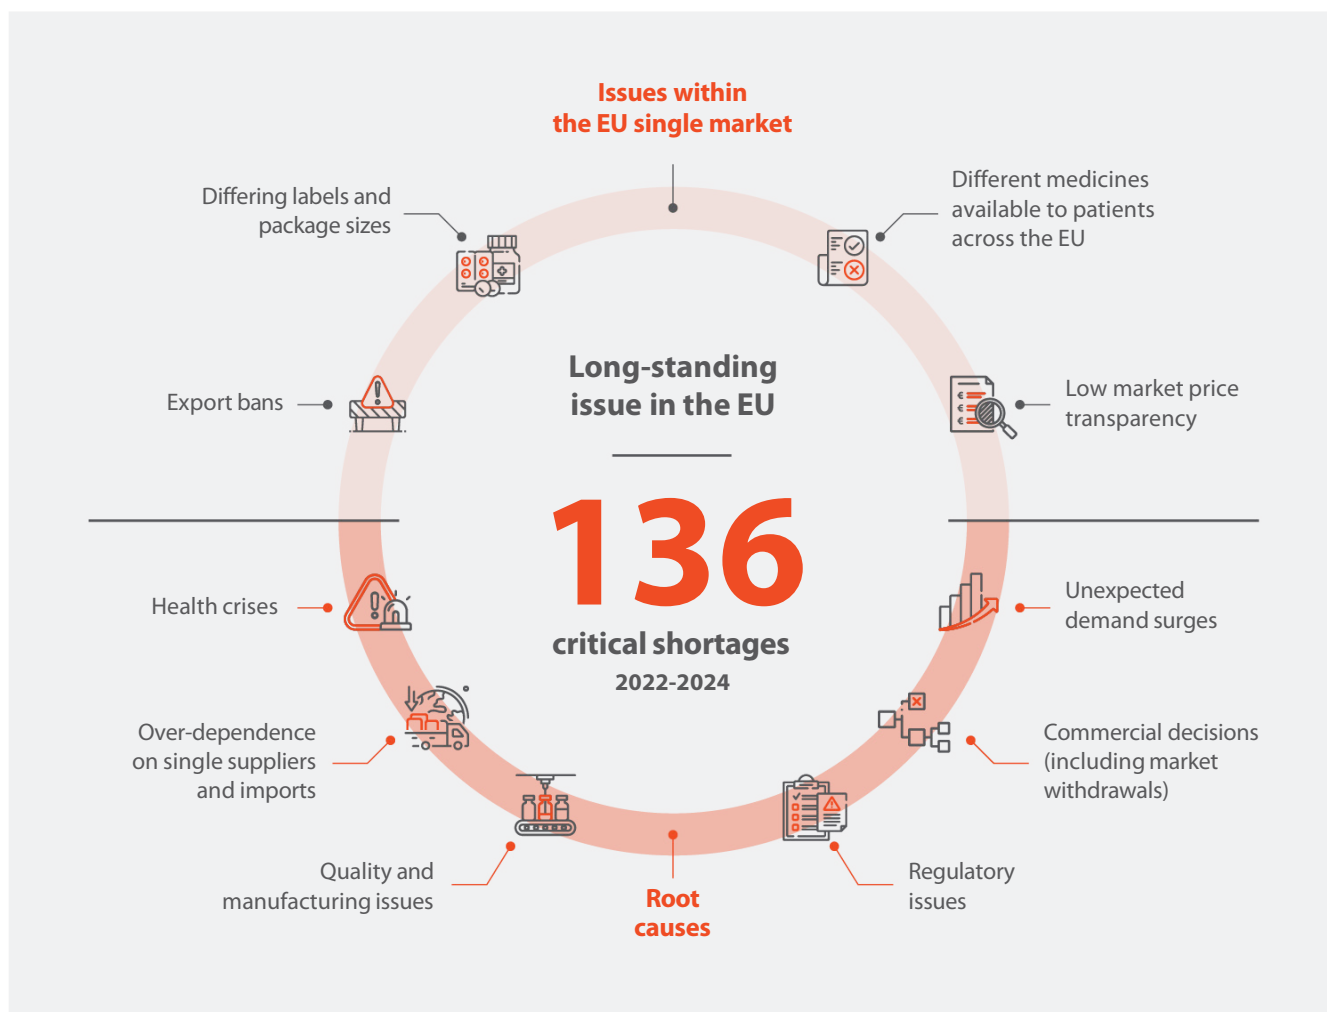 Issues within
the EU single market
Differing labels and
package sizes
Different medicines
available to patients
across the EU
Export bans
Low market price
transparency
Long-standing
issue in the EU
136
critical shortages
2022-2024
Health crises
Unexpected
demand surges
Over-dependence
on single suppliers
and imports
Commercial decisions
(including market
withdrawals)
Quality and
manufacturing issues
Regulatory
issues
Root
causes